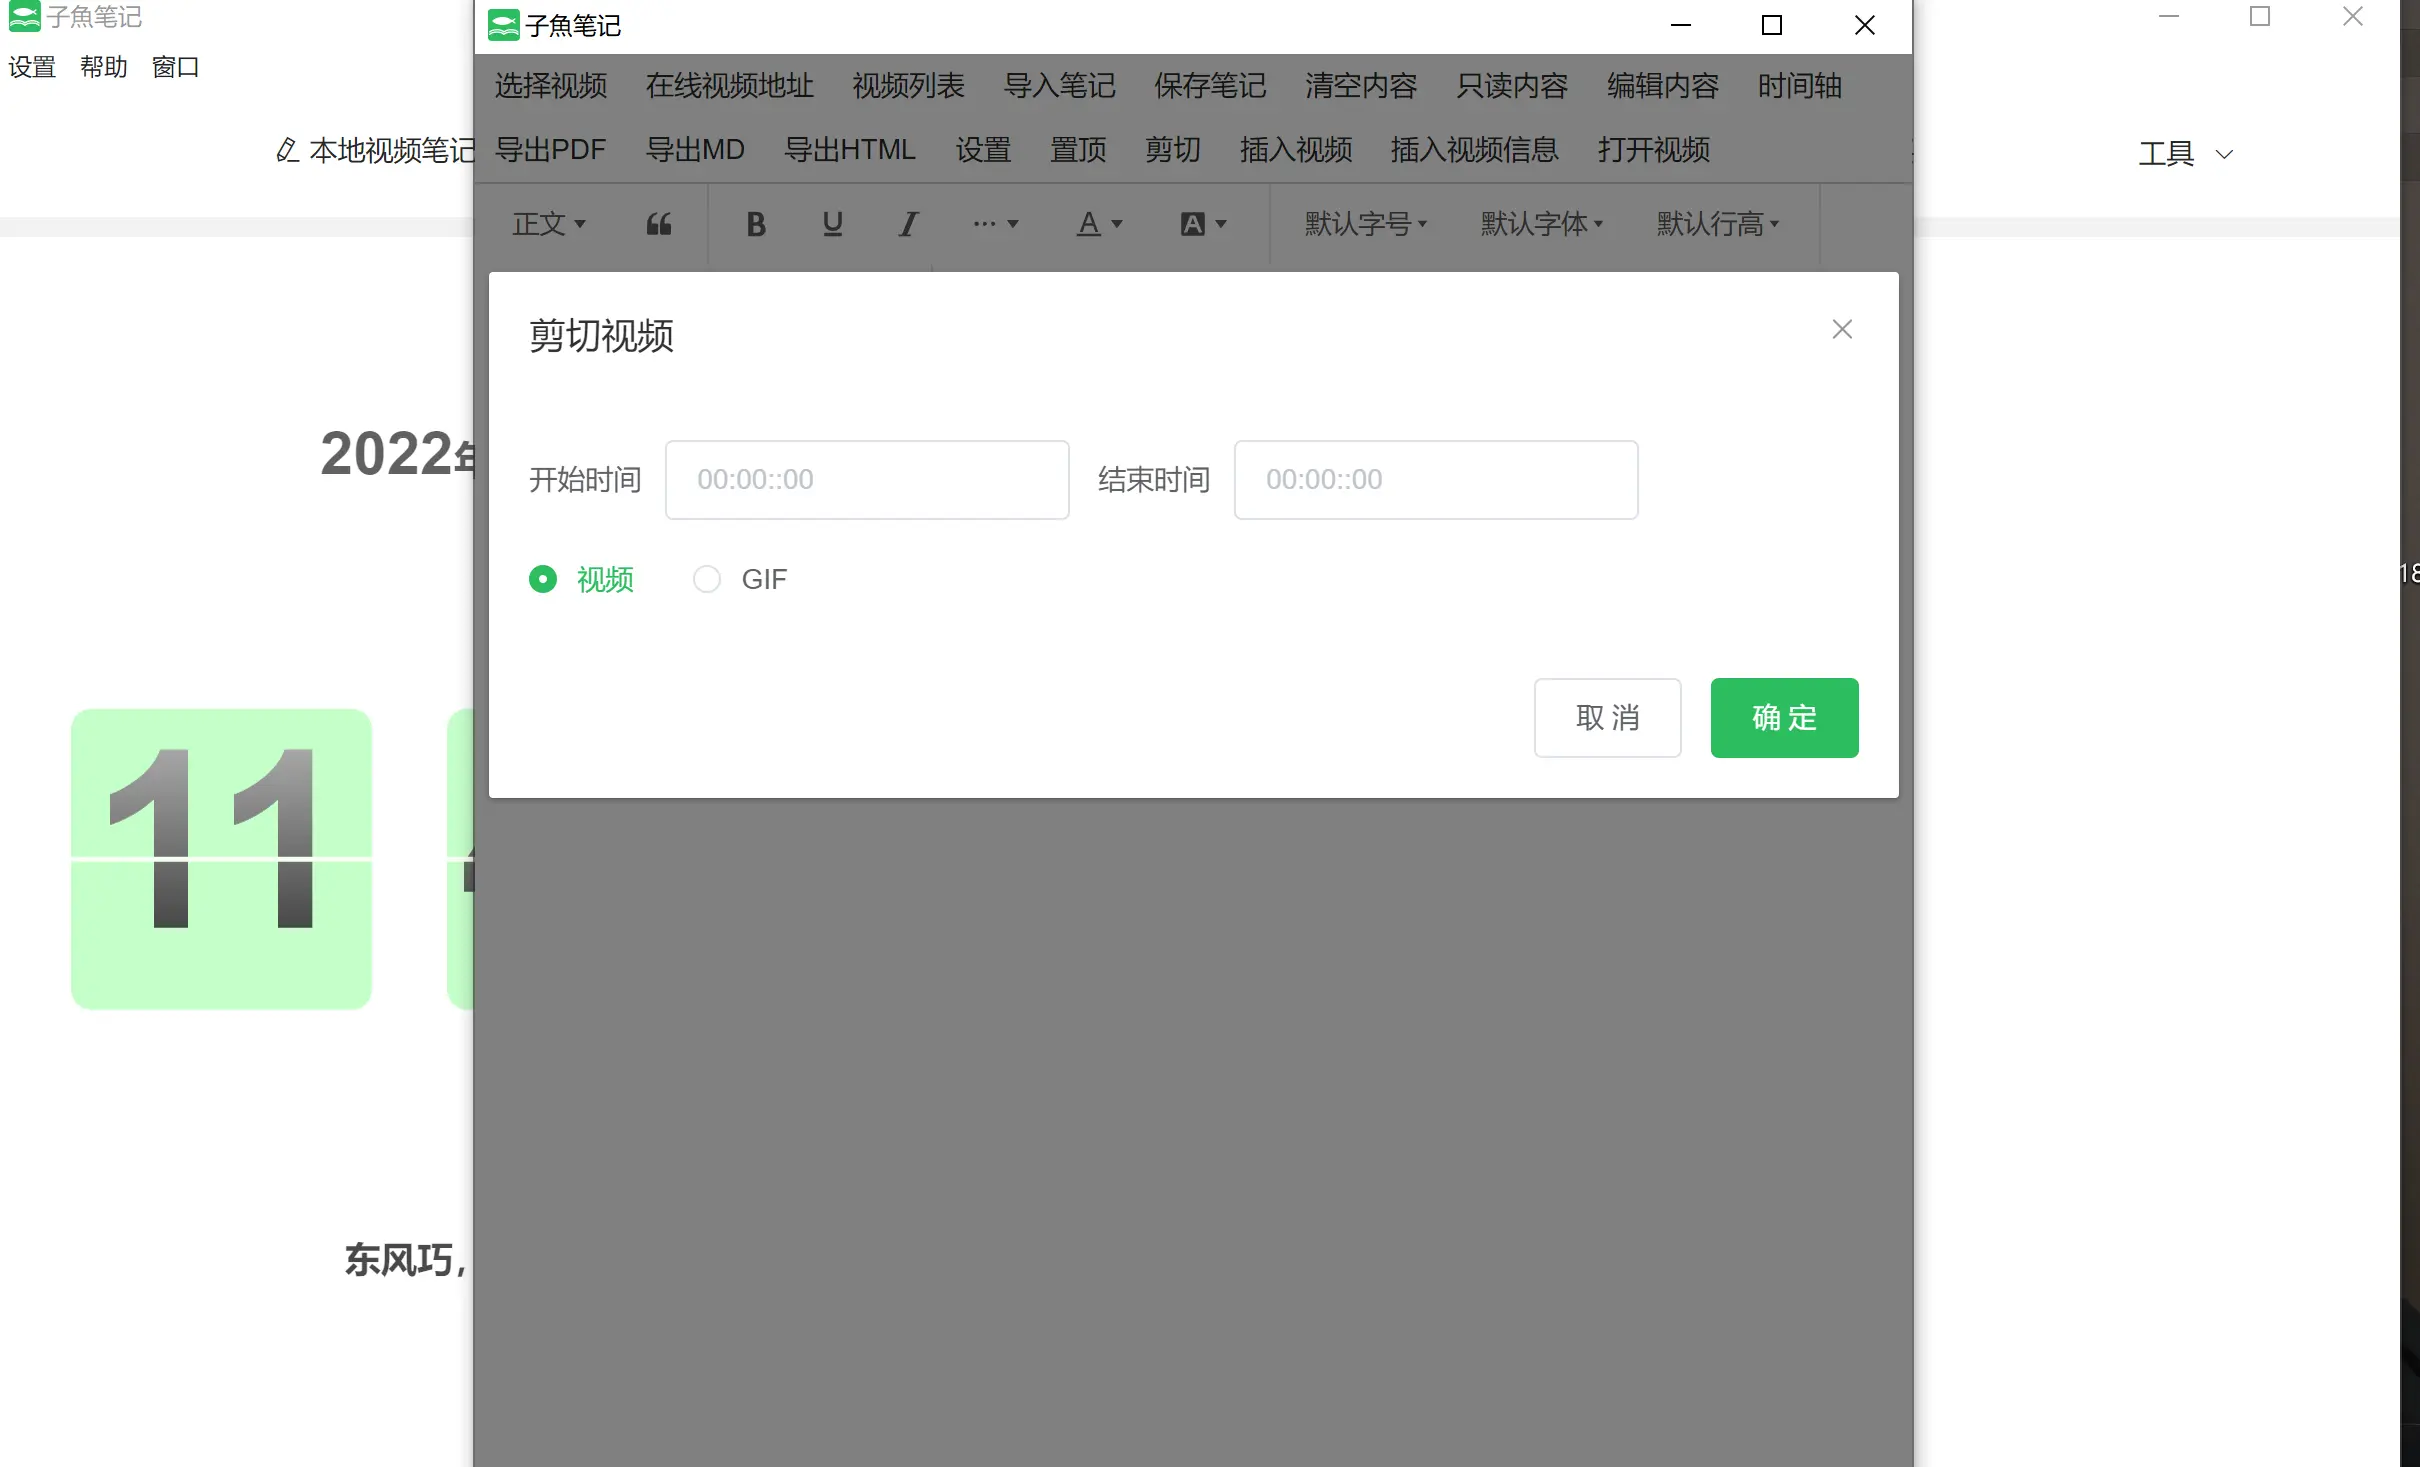 子魚笔记
设置 帮助 窗口
本地视频笔记
工具
2022年
11
东风巧，
子魚笔记
选择视频 在线视频地址 视频列表 导入笔记 保存笔记 清空内容 只读内容 编辑内容 时间轴
导出PDF 导出MD 导出HTML 设置 置顶 剪切 插入视频 插入视频信息 打开视频
正文 B U I ... A A 默认字号 默认字体 默认行高
剪切视频
开始时间 00:00::00 结束时间 00:00::00
视频 GIF
取消 确定
18